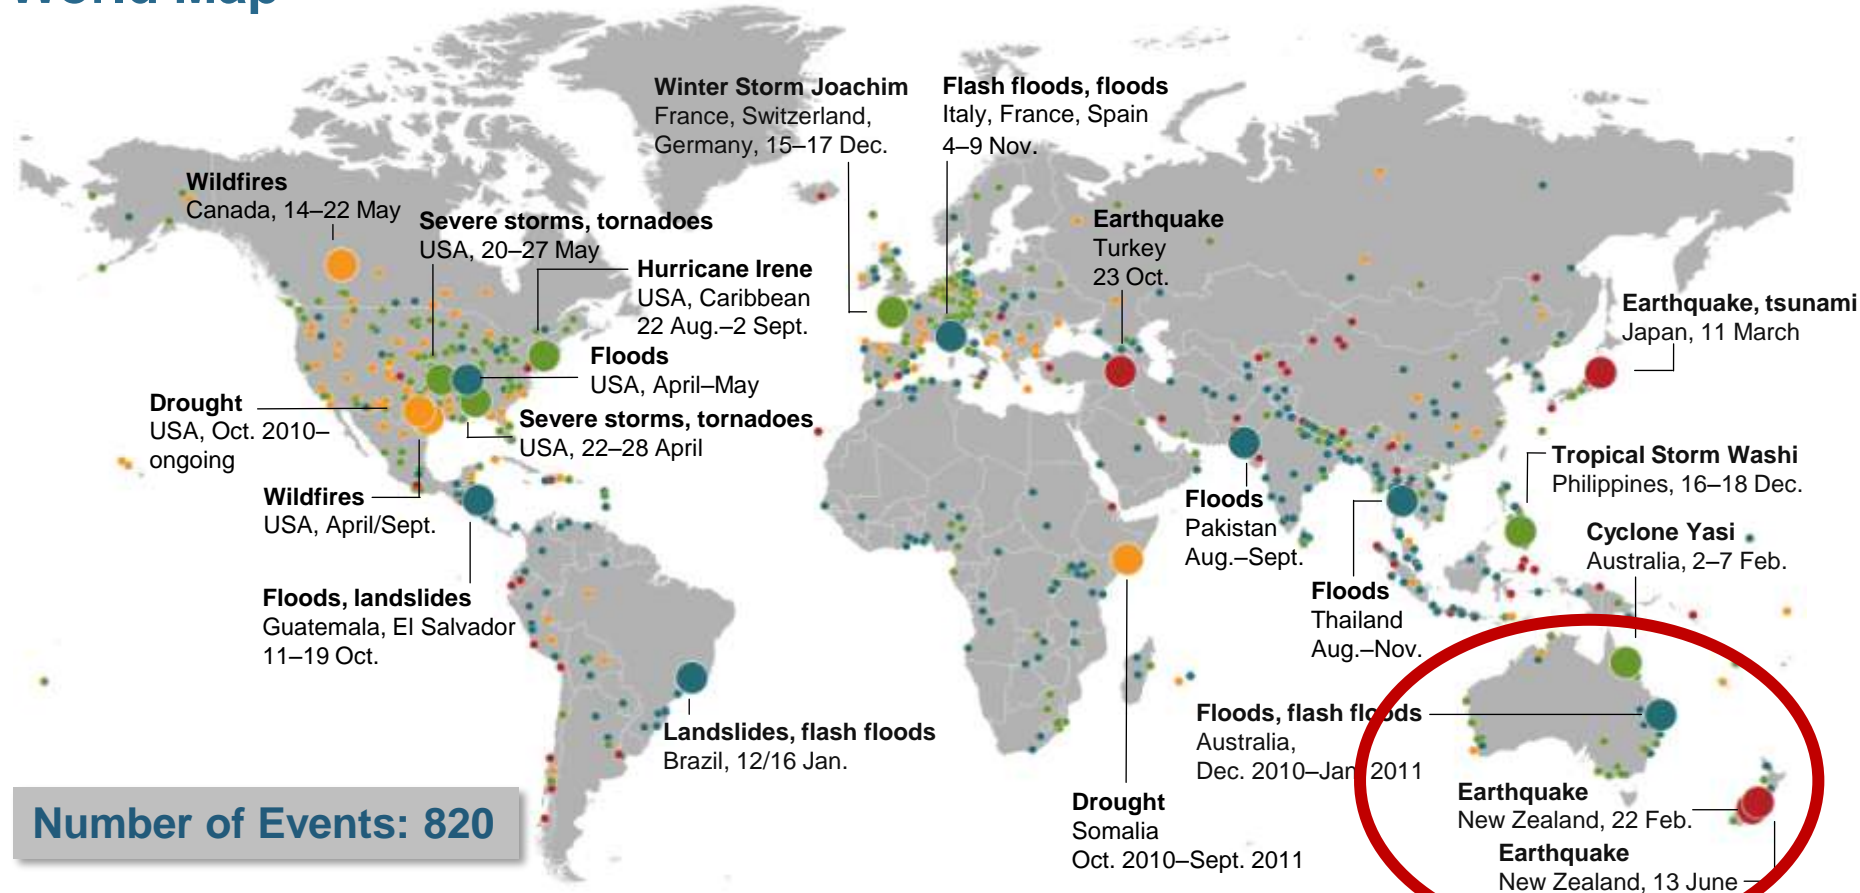 World Map
Winter Storm Joachim
France, Switzerland,
Germany, 15–17 Dec.
Flash floods, floods
Italy, France, Spain
4–9 Nov.
Wildfires
Canada, 14–22 May
Severe storms, tornadoes
USA, 20–27 May
Hurricane Irene
USA, Caribbean
22 Aug.–2 Sept.
Earthquake
Turkey
23 Oct.
Earthquake, tsunami
Japan, 11 March
Floods
USA, April–May
Drought
USA, Oct. 2010–
ongoing
Severe storms, tornadoes
USA, 22–28 April
Wildfires
USA, April/Sept.
Floods
Pakistan
Aug.–Sept.
Tropical Storm Washi
Philippines, 16–18 Dec.
Cyclone Yasi
Australia, 2–7 Feb.
Floods, landslides
Guatemala, El Salvador
11–19 Oct.
Floods
Thailand
Aug.–Nov.
Landslides, flash floods
Brazil, 12/16 Jan.
Floods, flash floods
Australia,
Dec. 2010–Jan. 2011
Drought
Somalia
Oct. 2010–Sept. 2011
Earthquake
New Zealand, 22 Feb.
Earthquake
New Zealand, 13 June
Number of Events: 820